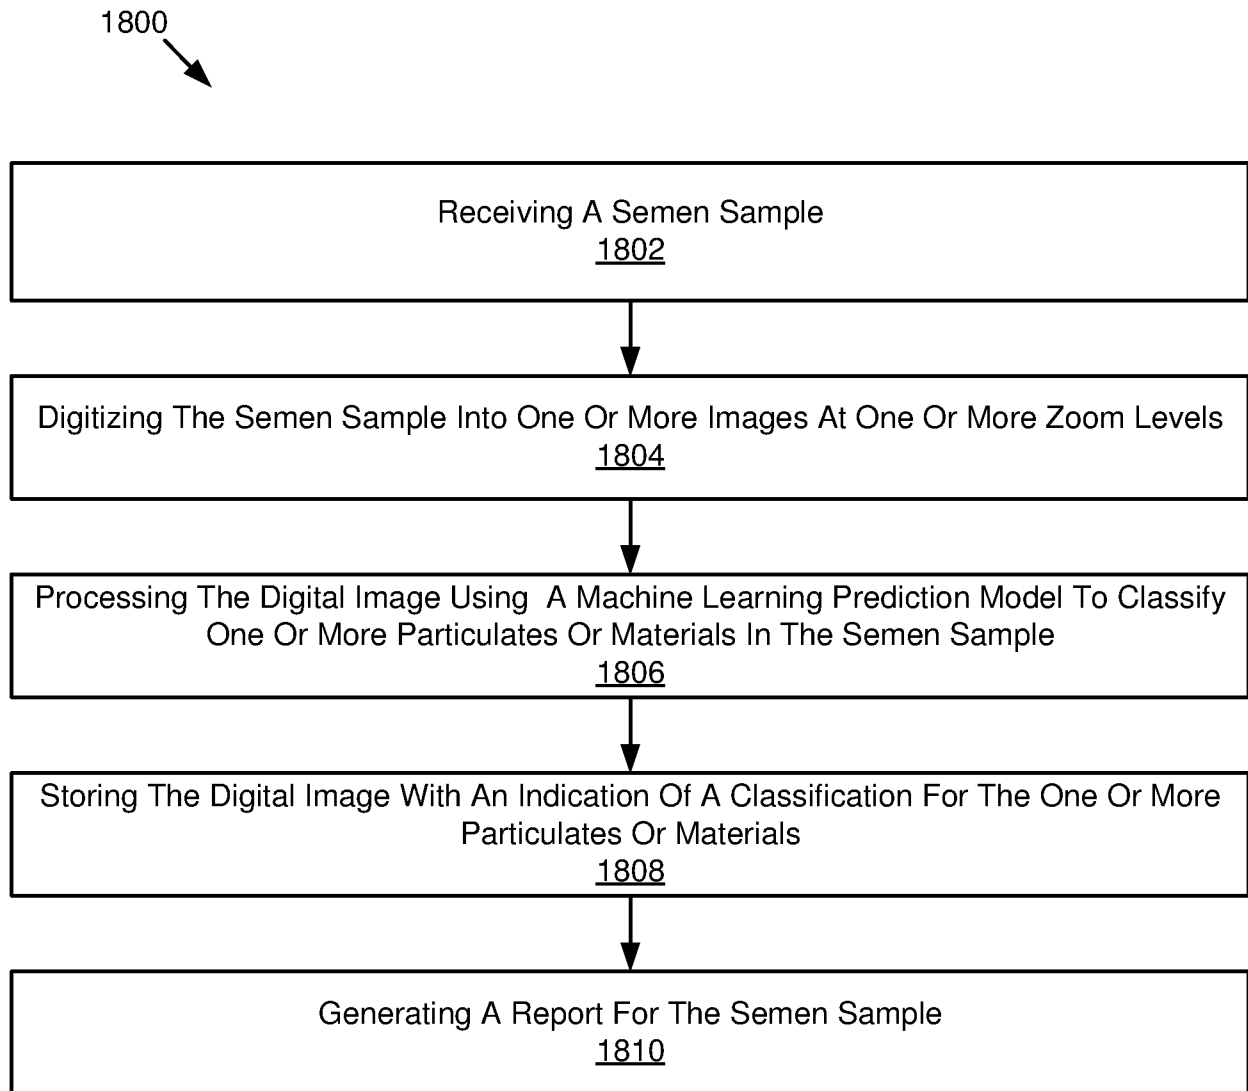 1800
Receiving A Semen Sample
1802
Digitizing The Semen Sample Into One Or More Images At One Or More Zoom Levels
1804
Processing The Digital Image Using  A Machine Learning Prediction Model To Classify
One Or More Particulates Or Materials In The Semen Sample
1806
Storing The Digital Image With An Indication Of A Classification For The One Or More
Particulates Or Materials
1808
Generating A Report For The Semen Sample
1810